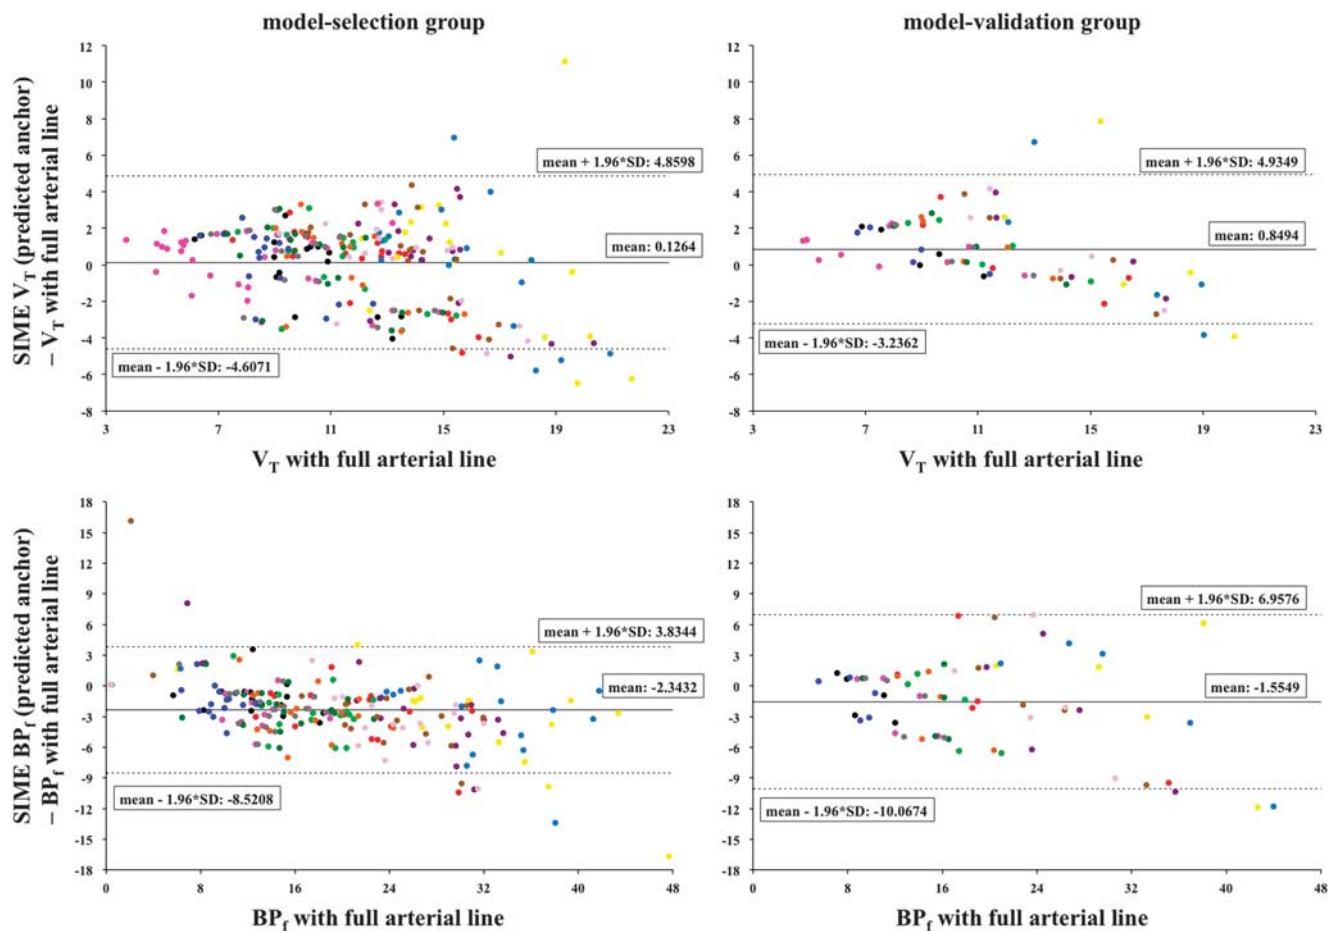 model-selection group
model-validation group
SIME V_T (predicted anchor)
– V_T with full arterial line
12
10
8
6
4
2
0
-2
-4
-6
-8
mean + 1.96*SD: 4.8598
mean: 0.1264
mean - 1.96*SD: -4.6071
3 7 11 15 19 23
V_T with full arterial line
12
10
8
6
4
2
0
-2
-4
-6
-8
mean + 1.96*SD: 4.9349
mean: 0.8494
mean - 1.96*SD: -3.2362
3 7 11 15 19 23
V_T with full arterial line
SIME BP_f (predicted anchor)
– BP_f with full arterial line
18
15
12
9
6
3
0
-3
-6
-9
-12
-15
-18
mean + 1.96*SD: 3.8344
mean: -2.3432
mean - 1.96*SD: -8.5208
0 8 16 24 32 40 48
BP_f with full arterial line
18
15
12
9
6
3
0
-3
-6
-9
-12
-15
-18
mean + 1.96*SD: 6.9576
mean: -1.5549
mean - 1.96*SD: -10.0674
0 8 16 24 32 40 48
BP_f with full arterial line